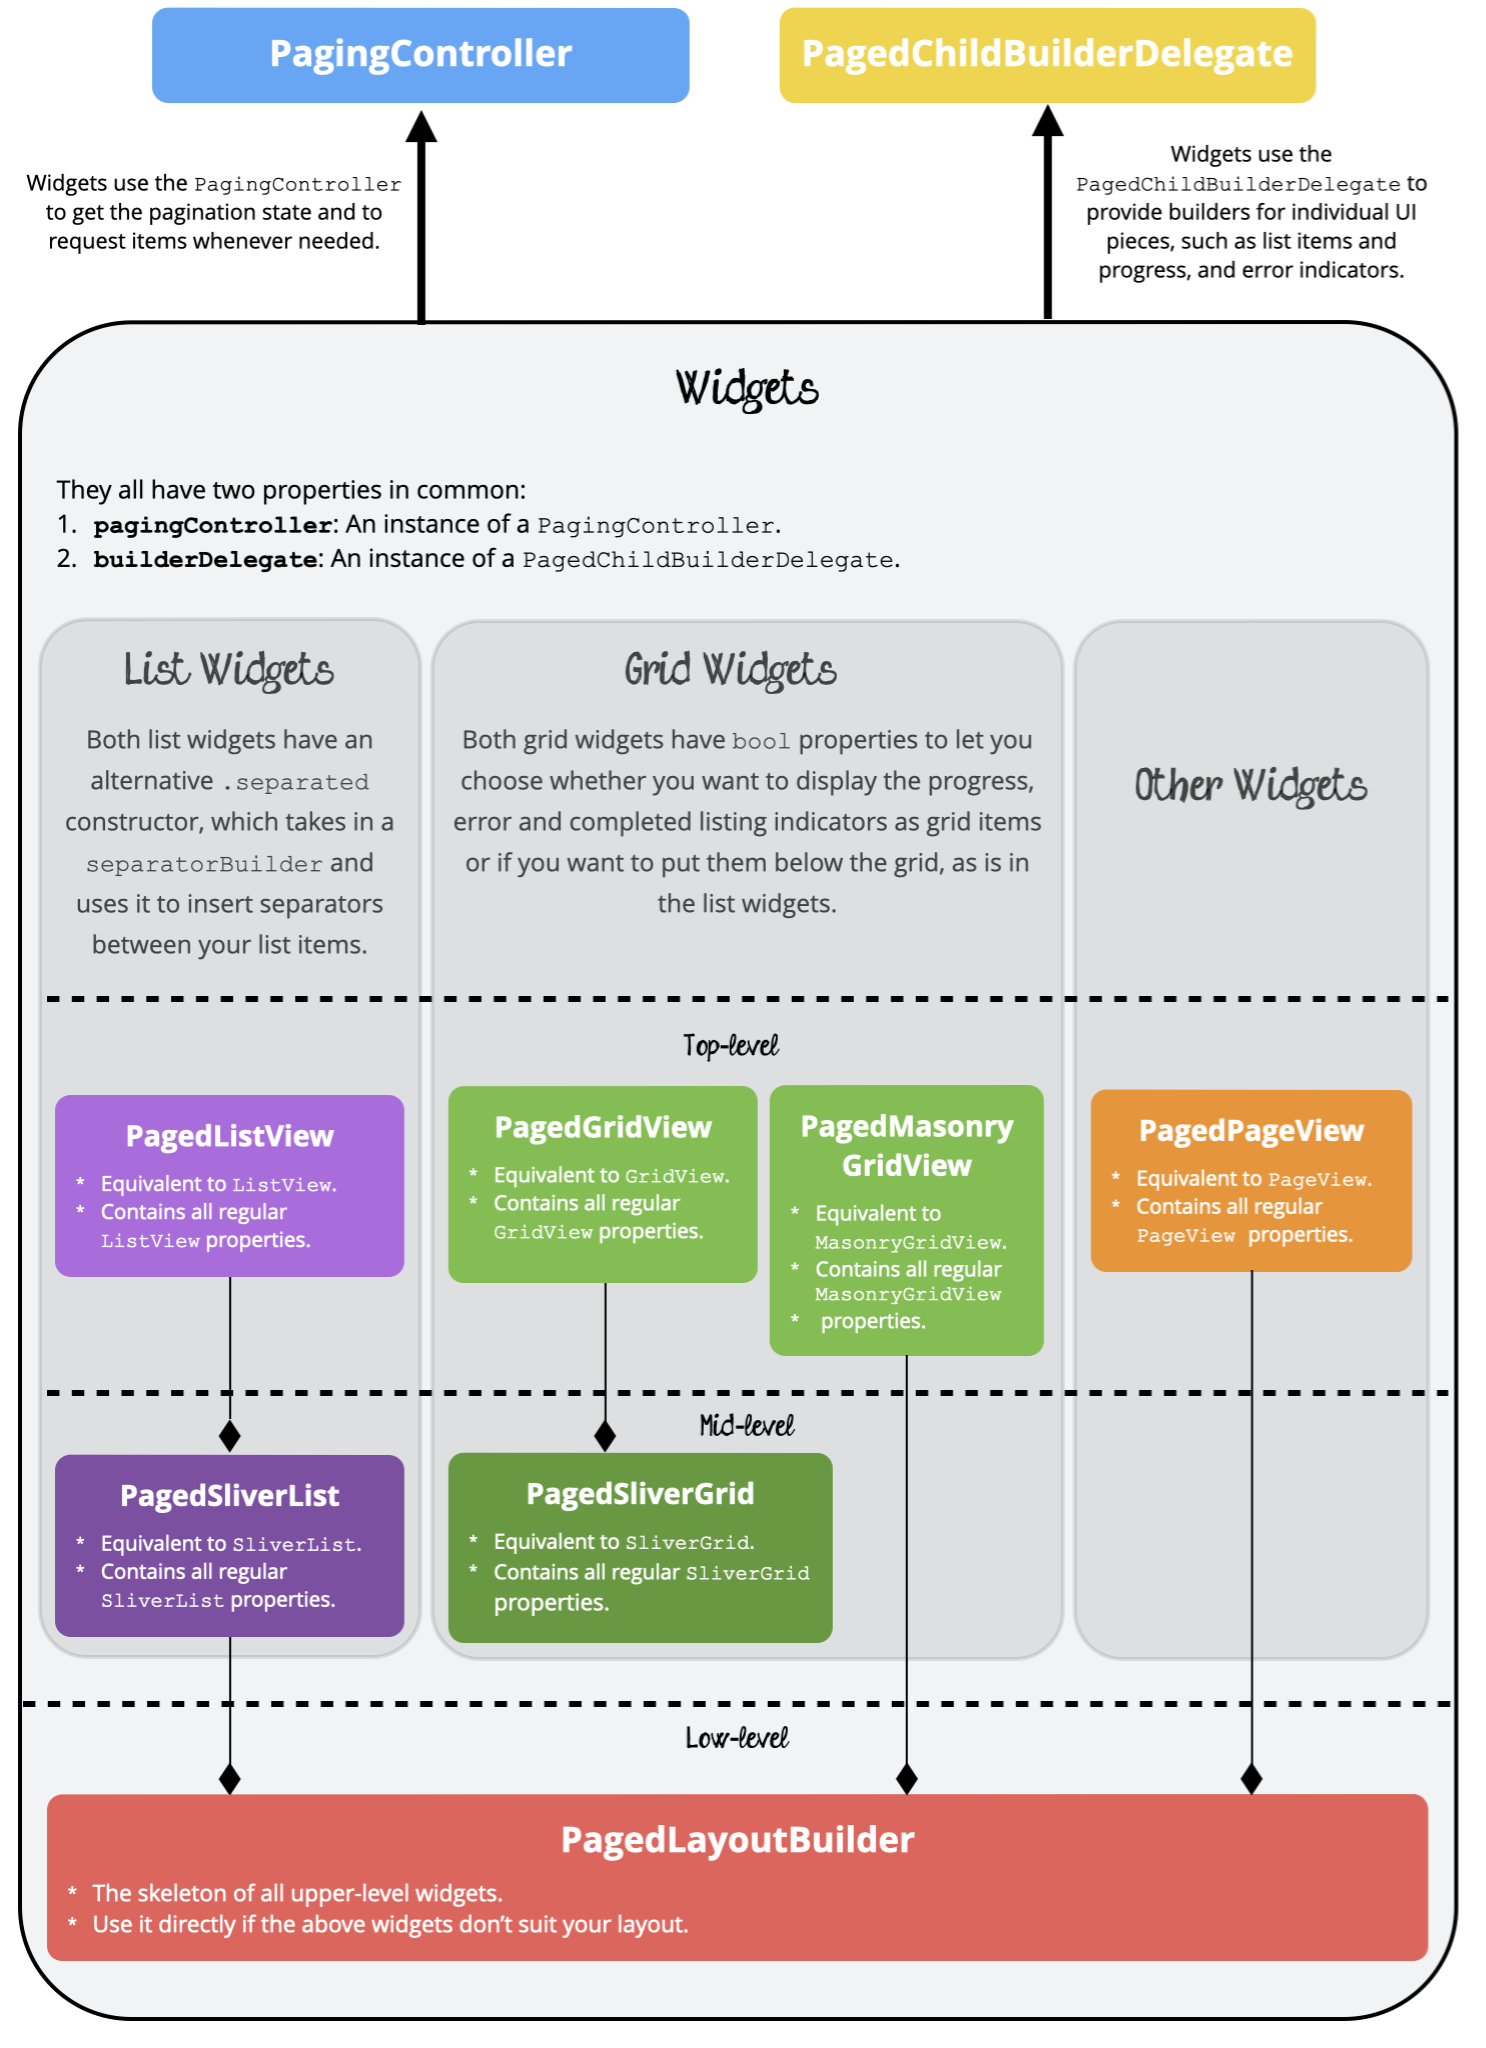 PagingController
PagedChildBuilderDelegate
Widgets use the PagingController
to get the pagination state and to
request items whenever needed.
Widgets use the
PagedChildBuilderDelegate to
provide builders for individual UI
pieces, such as list items and
progress, and error indicators.
Widgets
They all have two properties in common:
1. pagingController: An instance of a PagingController.
2. builderDelegate: An instance of a PagedChildBuilderDelegate.
List Widgets
Both list widgets have an
alternative .separated
constructor, which takes in a
separatorBuilder and
uses it to insert separators
between your list items.
Grid Widgets
Both grid widgets have bool properties to let you
choose whether you want to display the progress,
error and completed listing indicators as grid items
or if you want to put them below the grid, as is in
the list widgets.
Other Widgets
Top-level
PagedListView
* Equivalent to ListView.
* Contains all regular
ListView properties.
PagedGridView
* Equivalent to GridView.
* Contains all regular
GridView properties.
PagedMasonry
GridView
* Equivalent to
MasonryGridView.
* Contains all regular
MasonryGridView
* properties.
PagedPageView
* Equivalent to PageView.
* Contains all regular
PageView properties.
Mid-level
PagedSliverList
* Equivalent to SliverList.
* Contains all regular
SliverList properties.
PagedSliverGrid
* Equivalent to SliverGrid.
* Contains all regular SliverGrid
properties.
Low-level
PagedLayoutBuilder
* The skeleton of all upper-level widgets.
* Use it directly if the above widgets don’t suit your layout.